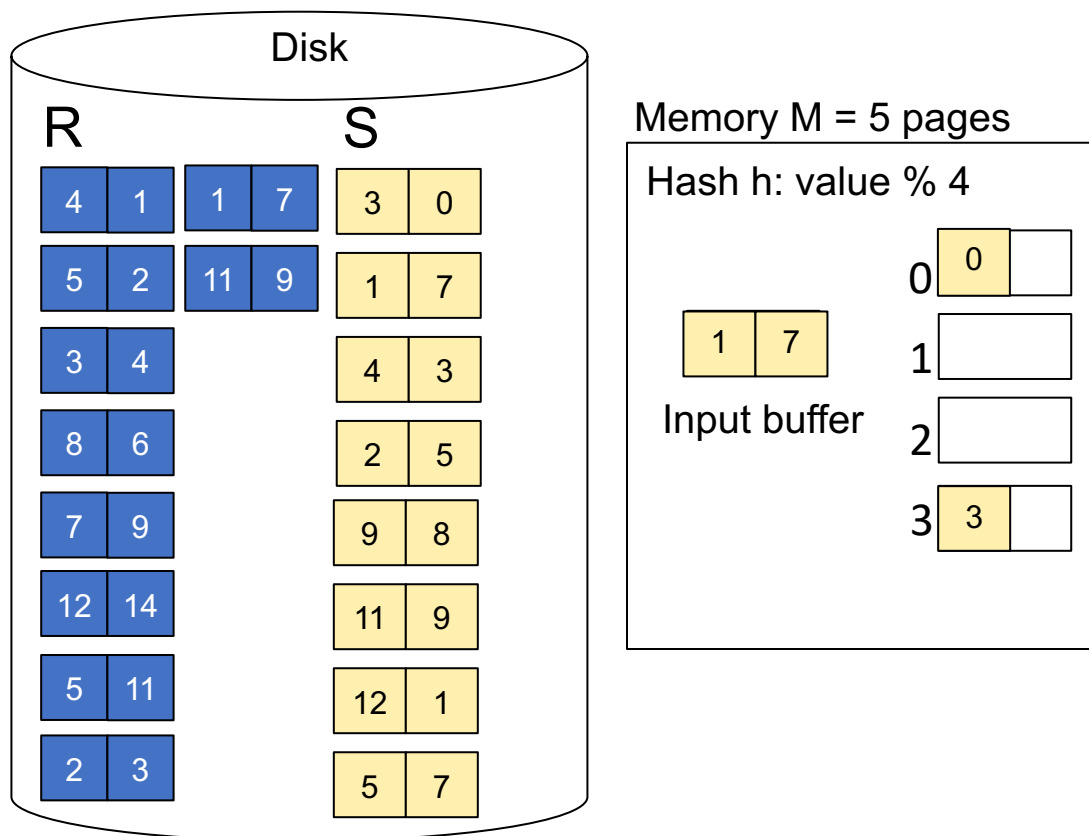 Disk
R S
4 1 1 7 3 0
5 2 11 9 1 7
3 4 4 3
8 6 2 5
7 9 9 8
12 14 11 9
5 11 12 1
2 3 5 7
Memory M = 5 pages
Hash h: value % 4
0 0
1 7
Input buffer
1
2
3 3